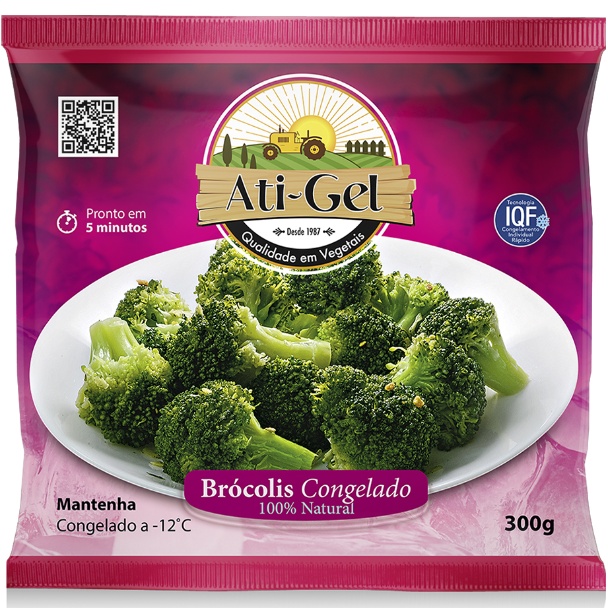 Ati-Gel
Desde 1987
Qualidade em Vegetais
Pronto em
5 minutos
Tecnologia
IQF
Congelamento
Individual
Rápido
Brócolis Congelado
100% Natural
Mantenha
Congelado a -12°C
300g